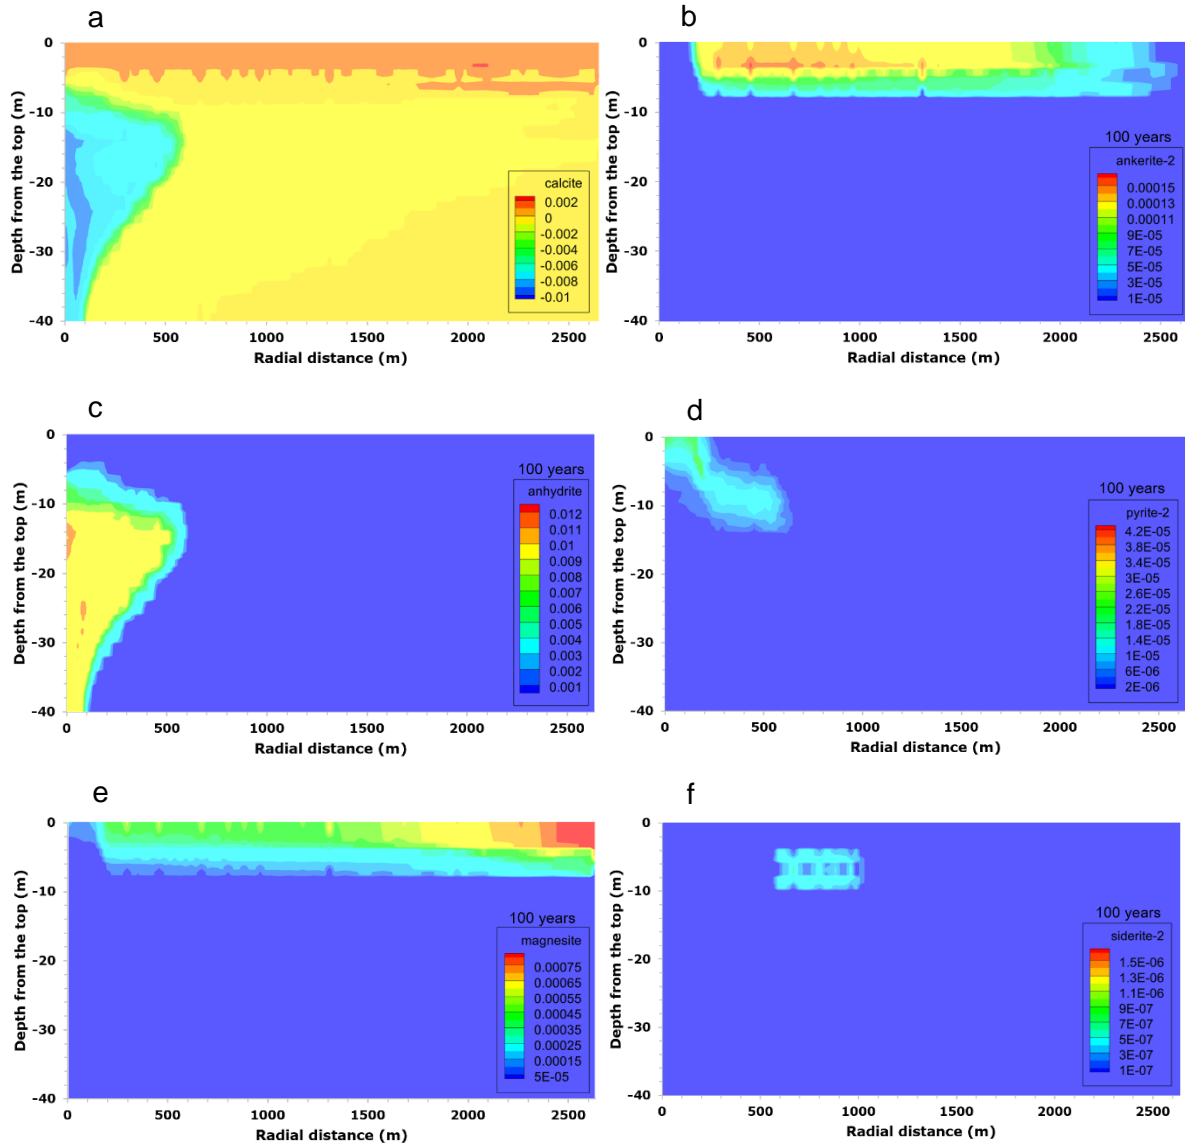 a
0
-10
-20
-30
-40
Depth from the top (m)
calcite
0.002
0
-0.002
-0.004
-0.006
-0.008
-0.01
0 500 1000 1500 2000 2500
Radial distance (m)
b
0
-10
-20
-30
-40
Depth from the top (m)
100 years
ankerite-2
0.00015
0.00013
0.00011
9E-05
7E-05
5E-05
3E-05
1E-05
0 500 1000 1500 2000 2500
Radial distance (m)
c
0
-10
-20
-30
-40
Depth from the top (m)
100 years
anhydrite
0.012
0.011
0.01
0.009
0.008
0.007
0.006
0.005
0.004
0.003
0.002
0.001
0 500 1000 1500 2000 2500
Radial distance (m)
d
0
-10
-20
-30
-40
Depth from the top (m)
100 years
pyrite-2
4.2E-05
3.8E-05
3.4E-05
3E-05
2.6E-05
2.2E-05
1.8E-05
1.4E-05
1E-05
6E-06
2E-06
0 500 1000 1500 2000 2500
Radial distance (m)
e
0
-10
-20
-30
-40
Depth from the top (m)
100 years
magnesite
0.00075
0.00065
0.00055
0.00045
0.00035
0.00025
0.00015
5E-05
0 500 1000 1500 2000 2500
Radial distance (m)
f
0
-10
-20
-30
-40
Depth from the top (m)
100 years
siderite-2
1.5E-06
1.3E-06
1.1E-06
9E-07
7E-07
5E-07
3E-07
1E-07
0 500 1000 1500 2000 2500
Radial distance (m)